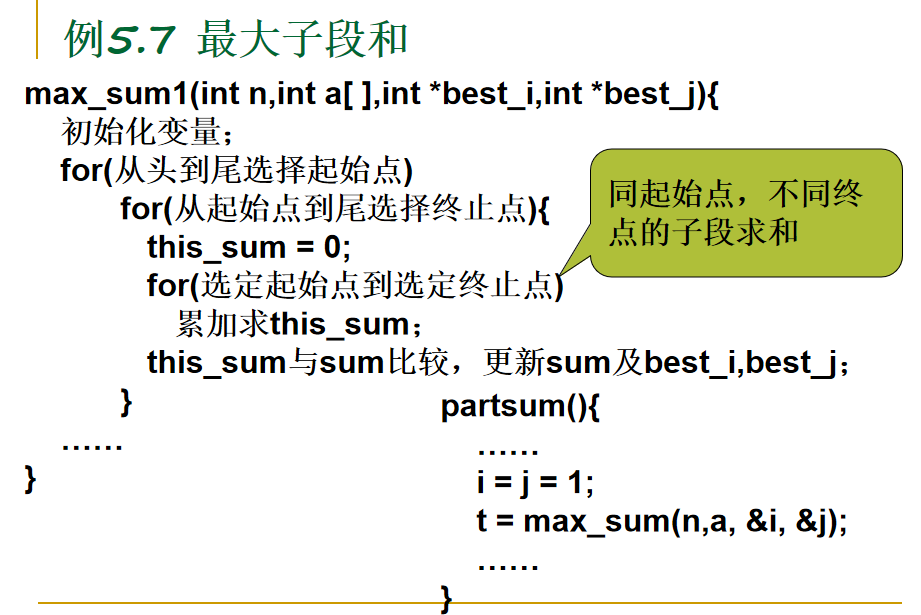 例5.7 最大子段和
max_sum1(int n,int a[ ],int *best_i,int *best_j){
初始化变量；
for(从头到尾选择起始点)
for(从起始点到尾选择终止点){
this_sum = 0;
for(选定起始点到选定终止点)
累加求this_sum；
this_sum与sum比较，更新sum及best_i,best_j；
}
……
}
同起始点，不同终
点的子段求和
partsum(){
……
i = j = 1;
t = max_sum(n,a, &i, &j);
……
}